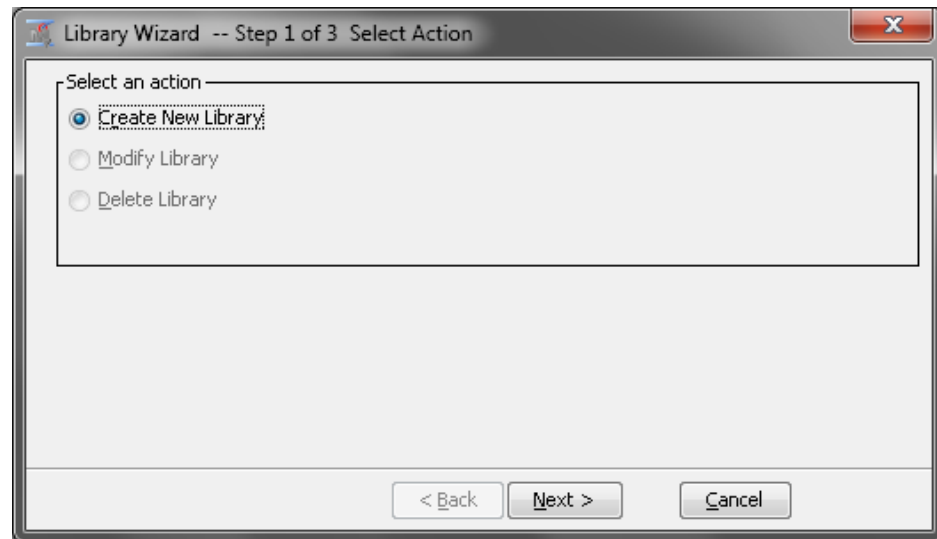 Library Wizard -- Step 1 of 3 Select Action
Select an action
Create New Library
Modify Library
Delete Library
< Back Next > Cancel